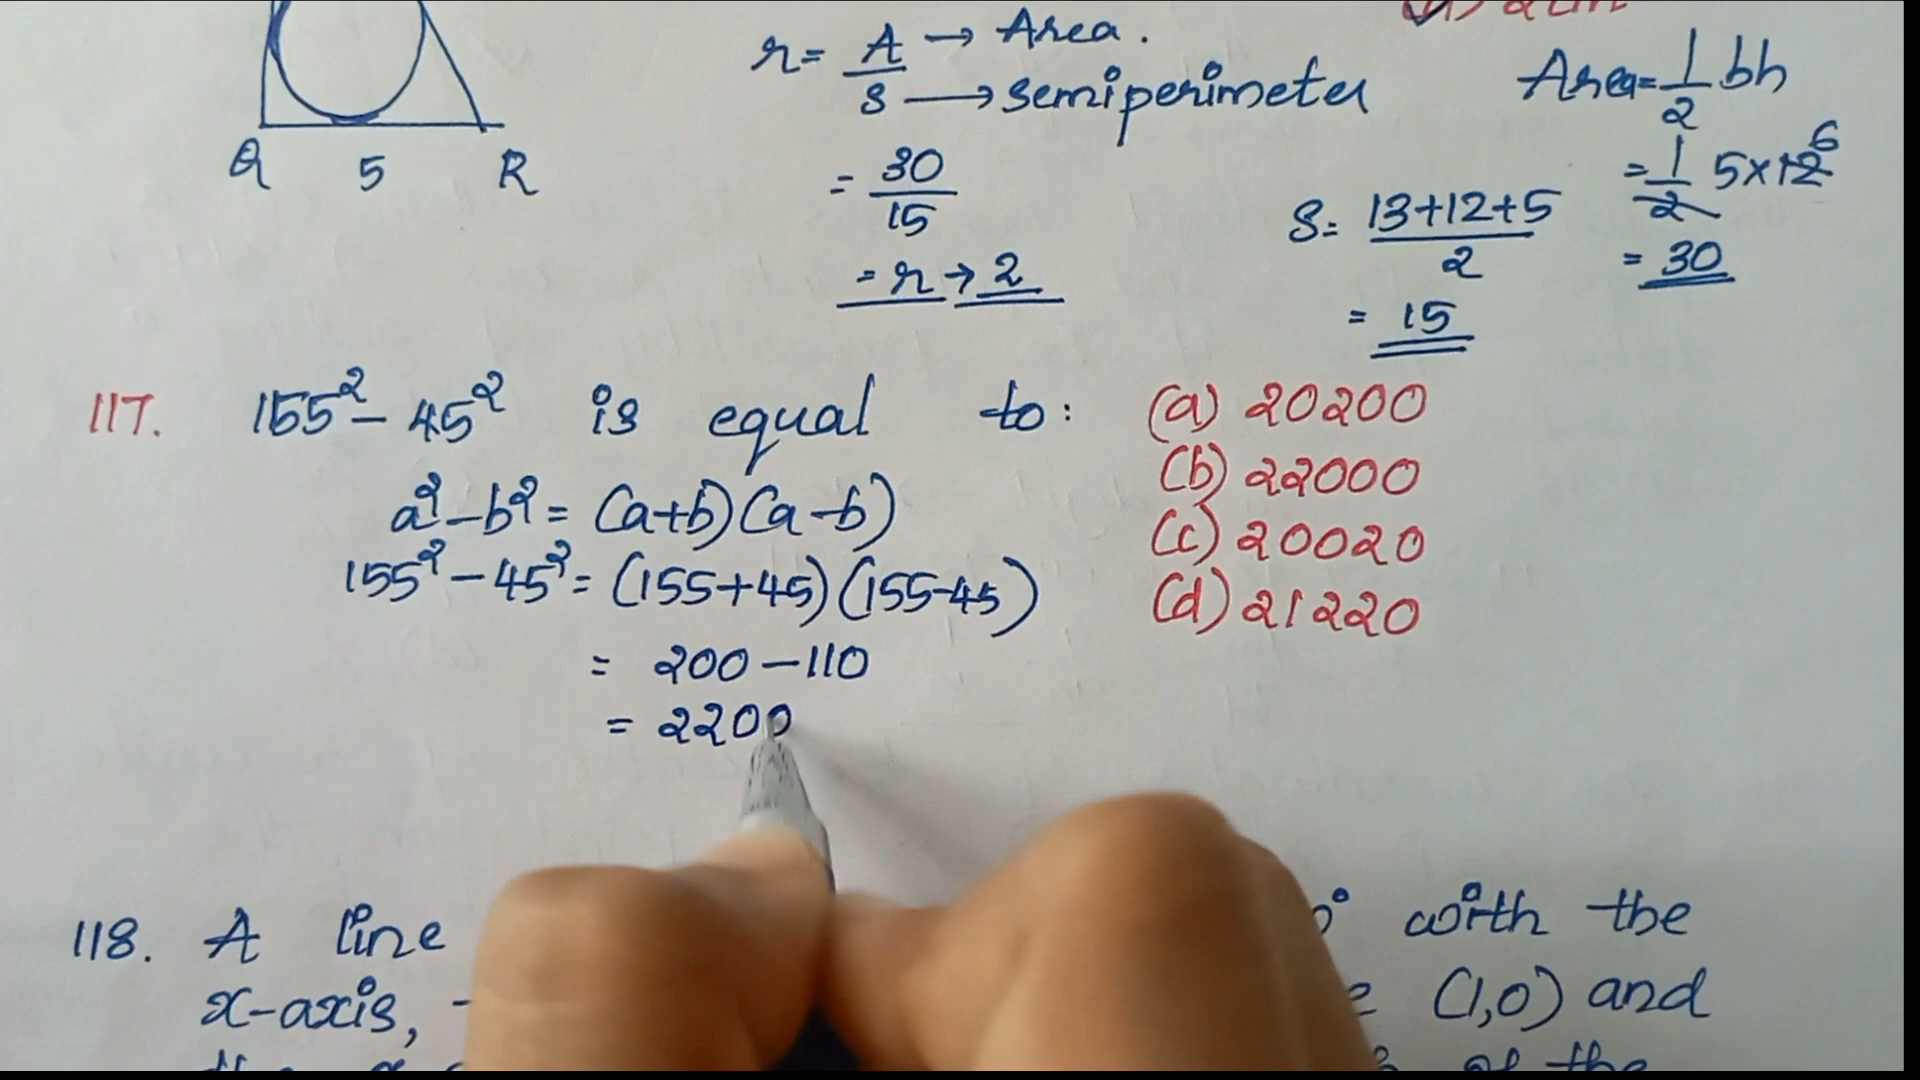 r = A/S → Area.
→ semiperimeter
= 30/15
= r → 2
Q 5 R
Area = 1/2 bh
= 1/2 5×12 6
= 30
S = 13+12+5 / 2
= 15
117. 155² - 45² is equal to: (a) 20200
(b) 22000
(c) 20020
(d) 21220
a² - b² = (a+b)(a-b)
155² - 45² = (155+45)(155-45)
= 200 - 110
= 2200
118. A line with the
x-axis, (1,0) and
of the